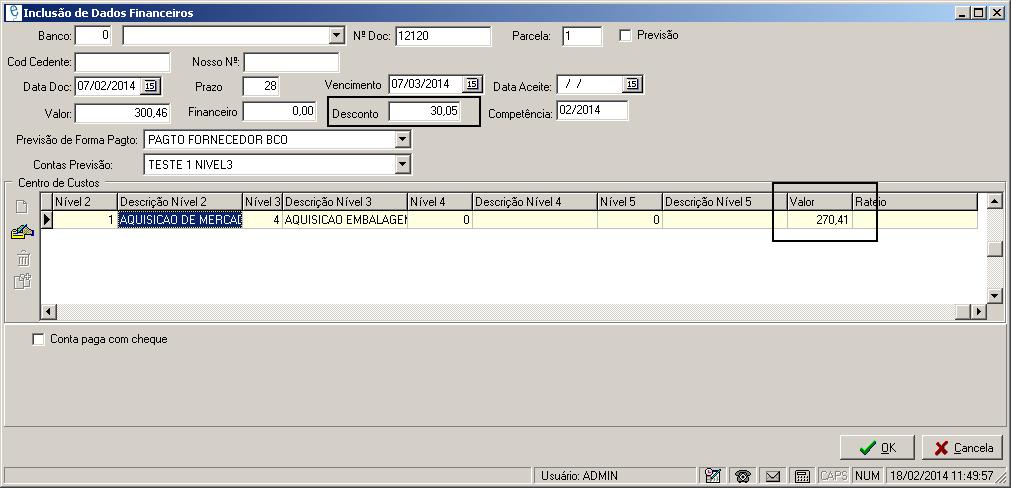 Inclusão de Dados Financeiros
Banco: 0 Nº Doc: 12120 Parcela: 1 Previsão
Cod Cedente: Nosso Nº:
Data Doc: 07/02/2014 15 Prazo 28 Vencimento 07/03/2014 15 Data Aceite: / / 15
Valor: 300,46 Financeiro 0,00 Desconto 30,05 Competência: 02/2014
Previsão de Forma Pagto: PAGTO FORNECEDOR BCO
Contas Previsão: TESTE 1 NIVEL3
Centro de Custos
Nível 2 Descrição Nível 2 Nível 3 Descrição Nível 3 Nível 4 Descrição Nível 4 Nível 5 Descrição Nível 5 Valor Rateio
1 AQUISICAO DE MERCAD 4 AQUISICAO EMBALAGEN 0 0 270,41
Conta paga com cheque
OK Cancela
Usuário: ADMIN CAPS NUM 18/02/2014 11:49:57